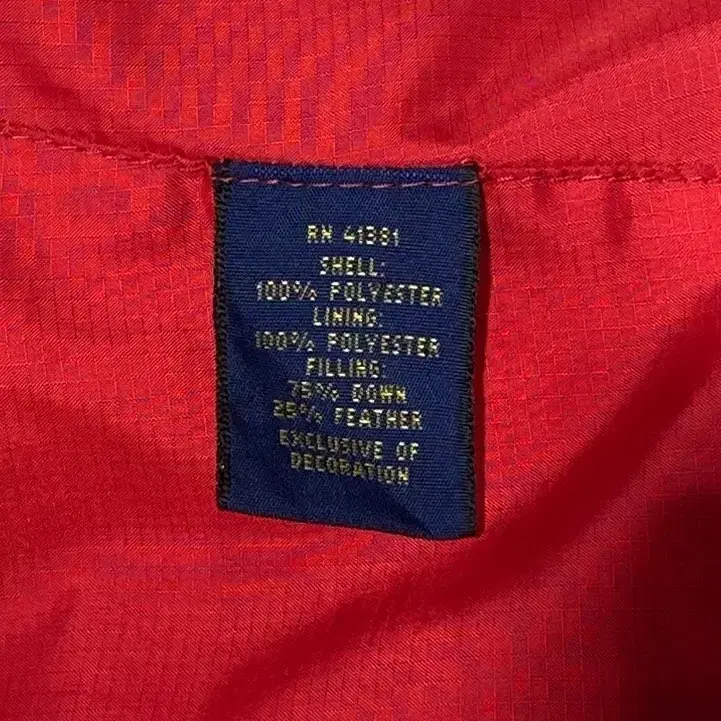 RN 41381
SHELL:
100% POLYESTER
LINING:
100% POLYESTER
FILLING:
75% DOWN
25% FEATHER
EXCLUSIVE OF
DECORATION